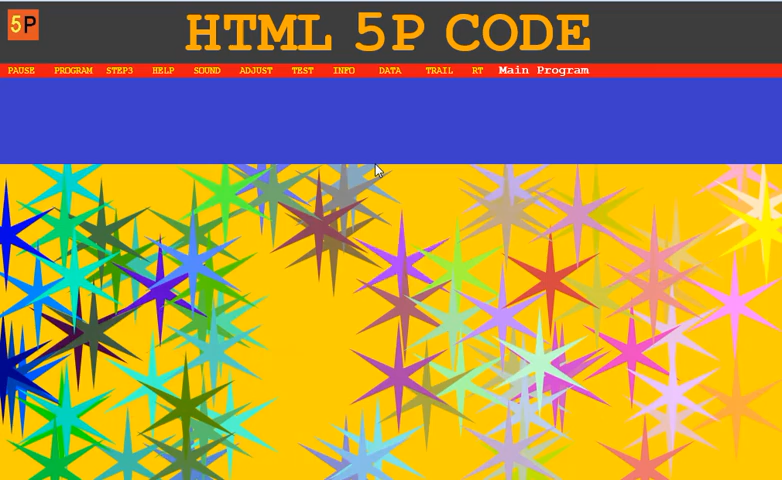 5P
HTML 5P CODE
PAUSE PROGRAM STEP3 HELP SOUND ADJUST TEST INFO DATA TRAIL RT Main Program